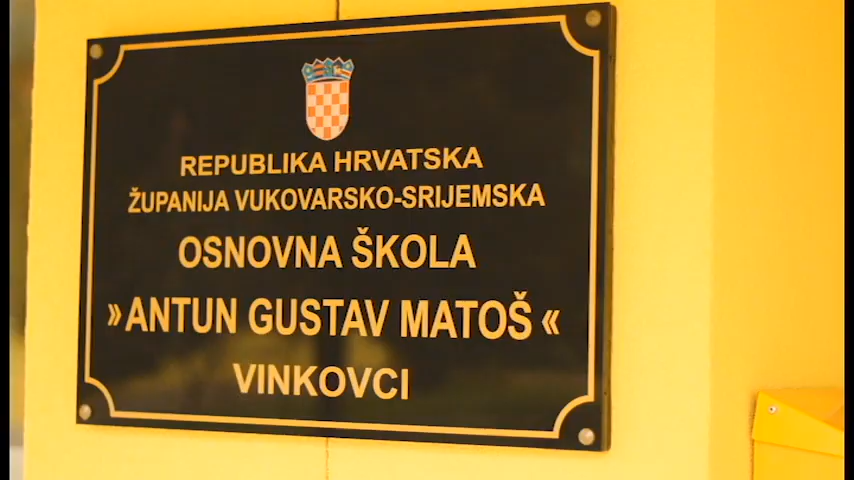 REPUBLIKA HRVATSKA
ŽUPANIJA VUKOVARSKO-SRIJEMSKA
OSNOVNA ŠKOLA
»ANTUN GUSTAV MATOŠ«
VINKOVCI